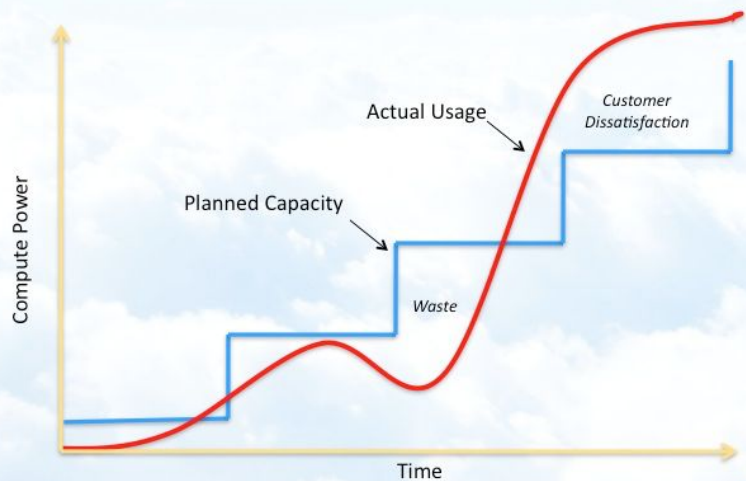 Customer
Dissatisfaction
Actual Usage
Planned Capacity
Compute Power
Waste
Time